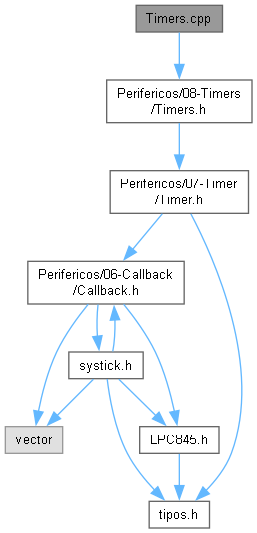 Timers.cpp
Perifericos/08-Timers
/Timers.h
Perifericos/07-Timer
/Timer.h
Perifericos/06-Callback
/Callback.h
systick.h
vector
LPC845.h
tipos.h